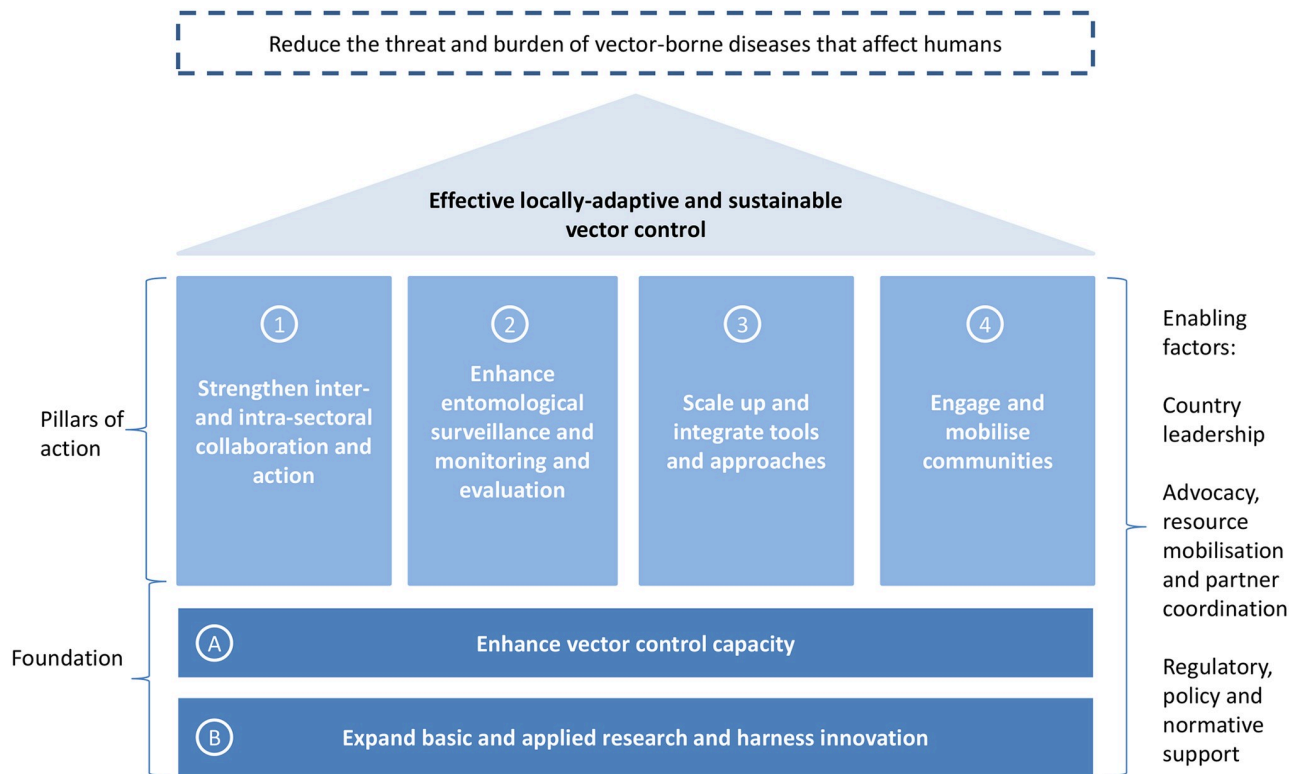 Reduce the threat and burden of vector-borne diseases that affect humans
Effective locally-adaptive and sustainable
vector control
Pillars of
action
1
Strengthen inter-
and intra-sectoral
collaboration and
action
2
Enhance
entomological
surveillance and
monitoring and
evaluation
3
Scale up and
integrate tools
and approaches
4
Engage and
mobilise
communities
Foundation
A
Enhance vector control capacity
B
Expand basic and applied research and harness innovation
Enabling
factors:
Country
leadership
Advocacy,
resource
mobilisation
and partner
coordination
Regulatory,
policy and
normative
support